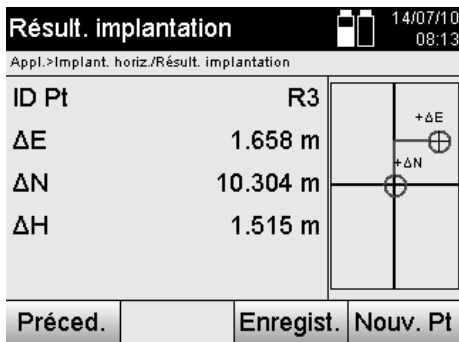 Résult. implantation
14/07/10
08:13
Appl.>Implant. horiz./Résult. implantation
ID Pt R3
ΔE 1.658 m
ΔN 10.304 m
ΔH 1.515 m
+ΔE
+ΔN
Préced. Enregist. Nouv. Pt